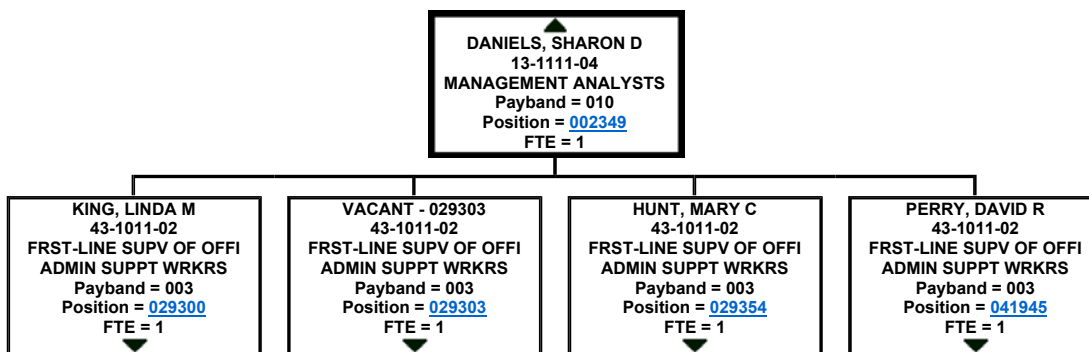 DANIELS, SHARON D
13-1111-04
MANAGEMENT ANALYSTS
Payband = 010
Position = 002349
FTE = 1
KING, LINDA M
43-1011-02
FRST-LINE SUPV OF OFFI
ADMIN SUPPT WRKRS
Payband = 003
Position = 029300
FTE = 1
VACANT - 029303
43-1011-02
FRST-LINE SUPV OF OFFI
ADMIN SUPPT WRKRS
Payband = 003
Position = 029303
FTE = 1
HUNT, MARY C
43-1011-02
FRST-LINE SUPV OF OFFI
ADMIN SUPPT WRKRS
Payband = 003
Position = 029354
FTE = 1
PERRY, DAVID R
43-1011-02
FRST-LINE SUPV OF OFFI
ADMIN SUPPT WRKRS
Payband = 003
Position = 041945
FTE = 1